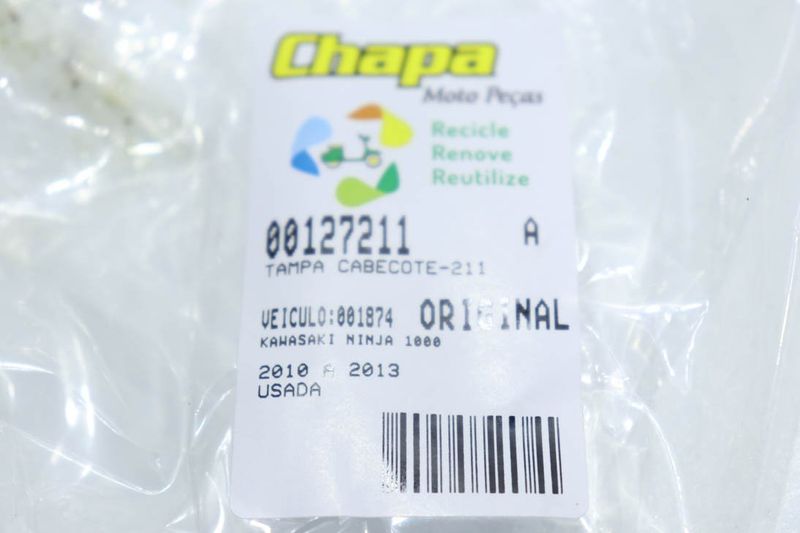 Chapa
Moto Peças
Recicle
Renove
Reutilize
00127211 A
TAMPA CABECOTE-211
VEICULO:001874 ORIGINAL
KAWASAKI NINJA 1000
2010 A 2013
USADA